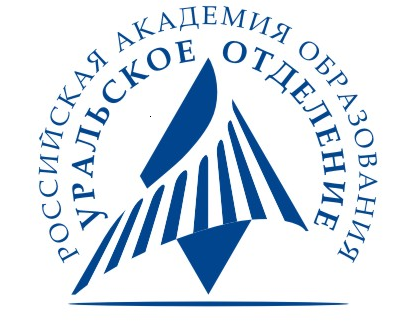 РОССИЙСКАЯ АКАДЕМИЯ ОБРАЗОВАНИЯ
УРАЛЬСКОЕ ОТДЕЛЕНИЕ